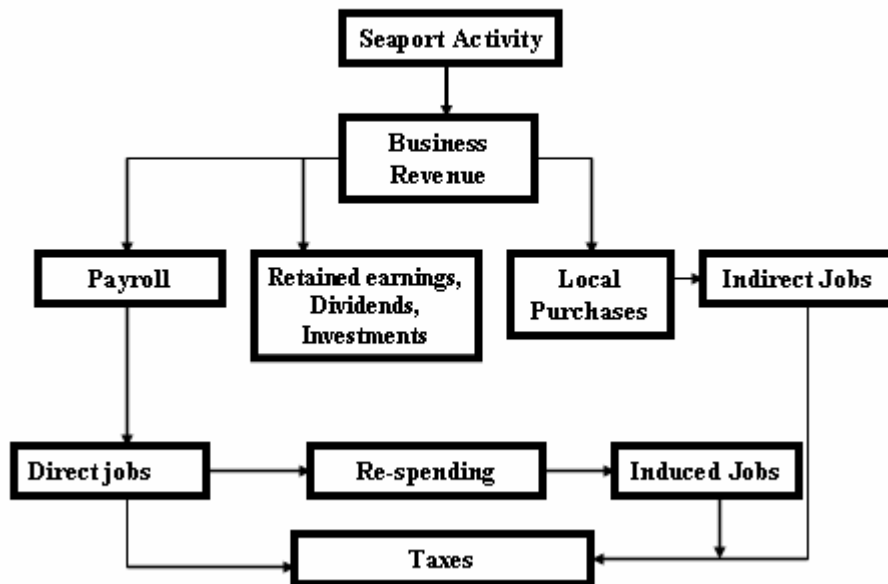 Seaport Activity
Business
Revenue
Payroll
Retained earnings,
Dividends,
Investments
Local
Purchases
Indirect Jobs
Direct jobs
Re-spending
Induced Jobs
Taxes